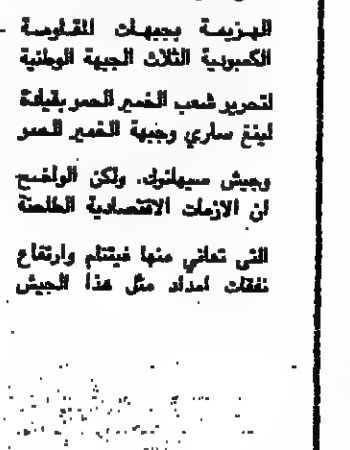 الهزيمة بجبهات المقاومة
الكمبودية الثلاث الجبهة الوطنية
لتحرير شعب الخمير الحمر بقيادة
لينغ ساري وجبهة الخمير الحمر
وجيش سيهانوك. ولكن الواضح
ان الازمات الاقتصادية الطاحنة
التي تعاني منها فيتنام وارتفاع
نفقات امداد مثل هذا الجيش